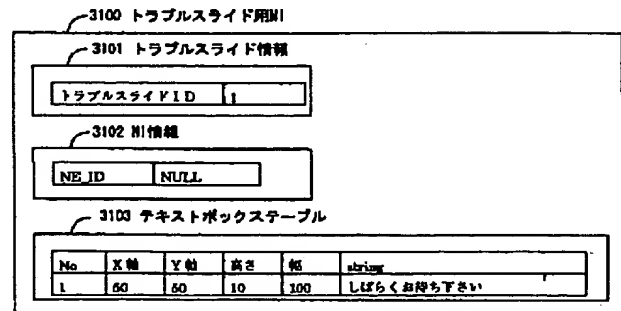 3100 トラブルスライド用NI
3101 トラブルスライド情報
トラブルスライドID 1
3102 NI情報
NE_ID NULL
3103 テキストボックステーブル
No X軸 Y軸 高さ 幅 string
1 50 50 10 100 しばらくお待ち下さい